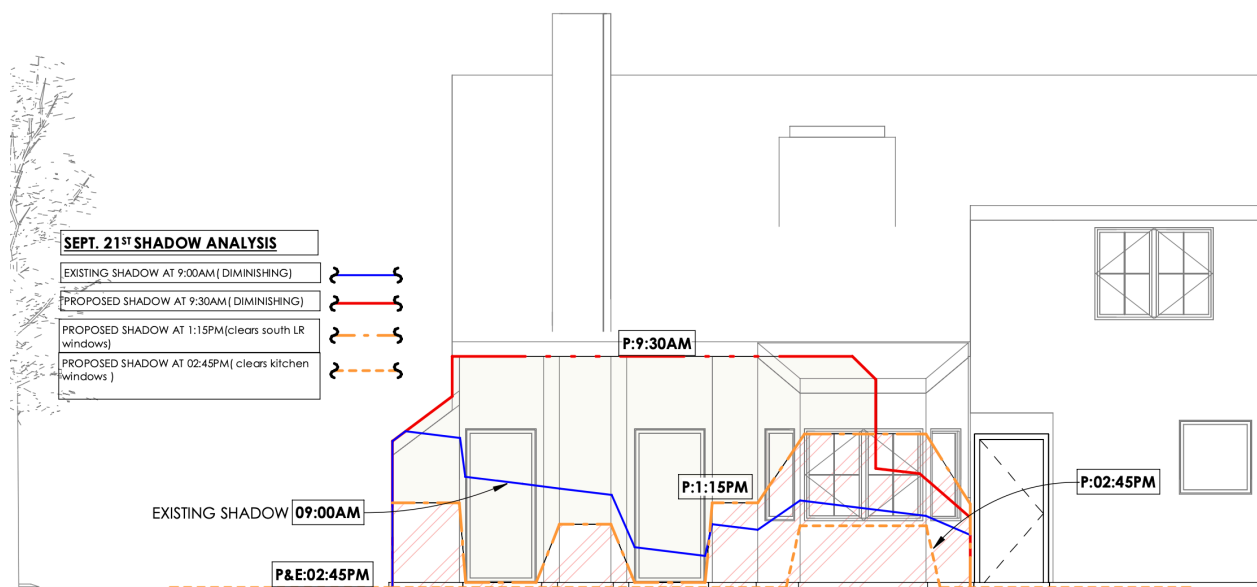 SEPT. 21ST SHADOW ANALYSIS
EXISTING SHADOW AT 9:00AM( DIMINISHING)
PROPOSED SHADOW AT 9:30AM( DIMINISHING)
PROPOSED SHADOW AT 1:15PM(clears south LR
windows)
PROPOSED SHADOW AT 02:45PM( clears kitchen
windows )
P:9:30AM
P:1:15PM
P:02:45PM
EXISTING SHADOW 09:00AM
P&E:02:45PM